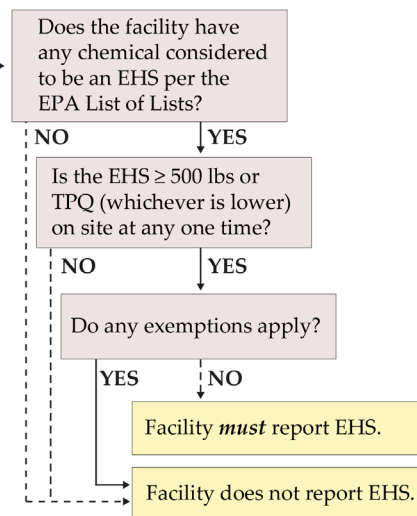 Does the facility have
any chemical considered
to be an EHS per the
EPA List of Lists?
NO
YES
Is the EHS ≥ 500 lbs or
TPQ (whichever is lower)
on site at any one time?
NO
YES
Do any exemptions apply?
YES
NO
Facility must report EHS.
Facility does not report EHS.